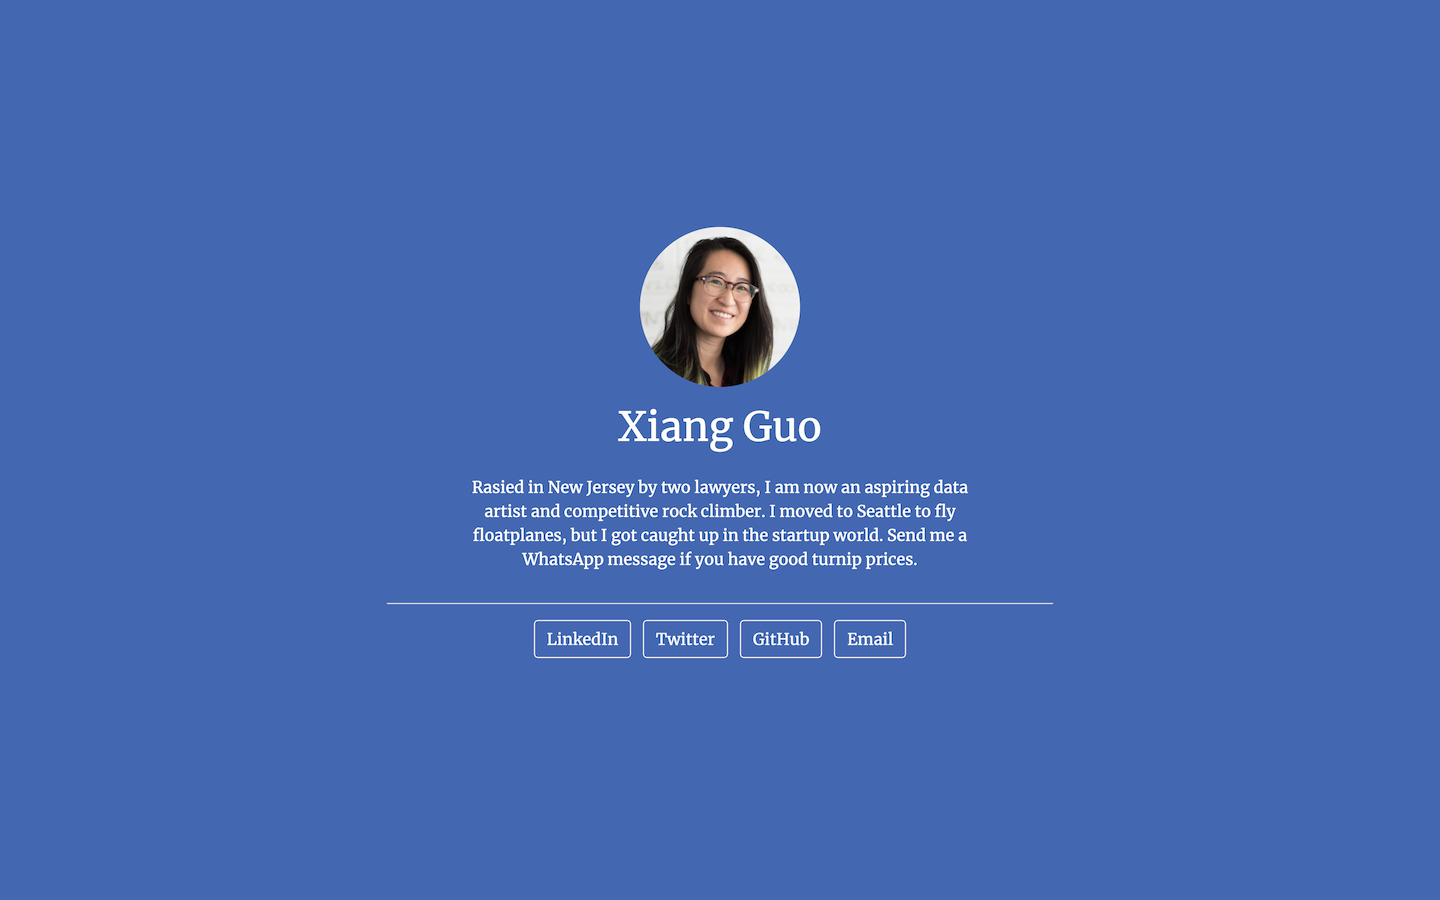 Xiang Guo
Rasied in New Jersey by two lawyers, I am now an aspiring data
artist and competitive rock climber. I moved to Seattle to fly
floatplanes, but I got caught up in the startup world. Send me a
WhatsApp message if you have good turnip prices.
LinkedIn
Twitter
GitHub
Email